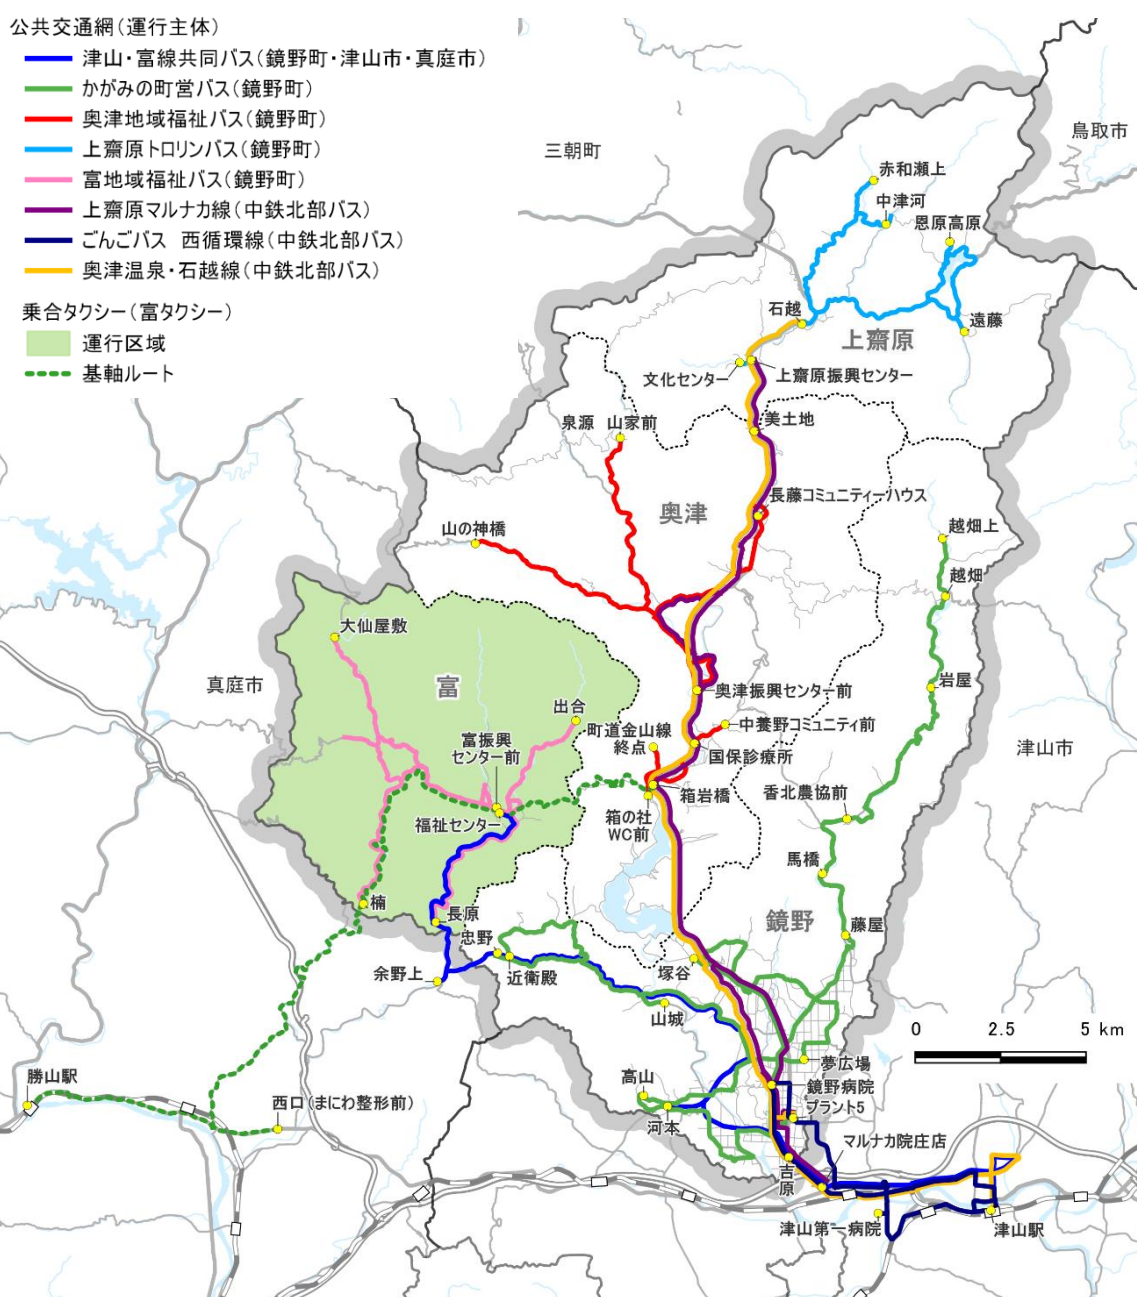 公共交通網(運行主体)
津山・富線共同バス(鏡野町・津山市・真庭市)
かがみの町営バス(鏡野町)
奥津地域福祉バス(鏡野町)
上齋原トロリンバス(鏡野町)
富地域福祉バス(鏡野町)
上齋原マルナカ線(中鉄北部バス)
ごんごバス 西循環線(中鉄北部バス)
奥津温泉・石越線(中鉄北部バス)
乗合タクシー(富タクシー)
運行区域
基軸ルート
三朝町
鳥取市
赤和瀬上
中津河
恩原高原
石越
遠藤
上齋原
文化センター
上齋原振興センター
泉源 山家前
美土地
長藤コミュニティーハウス
奥津
山の神橋
越畑上
越畑
大仙屋敷
真庭市
富
岩屋
奥津振興センター前
出合
町道金山線
終点
中養野コミュニティ前
富振興
センター前
国保診療所
津山市
箱岩橋
香北農協前
福祉センター
箱の社
WC前
馬橋
楠
長原
鏡野
藤屋
忠野
余野上
近衛殿
塚谷
山城
0 2.5 5 km
夢広場
勝山駅
高山
鏡野病院
プラント5
西口(まにわ整形前)
河本
マルナカ院庄店
吉原
津山第一病院
津山駅